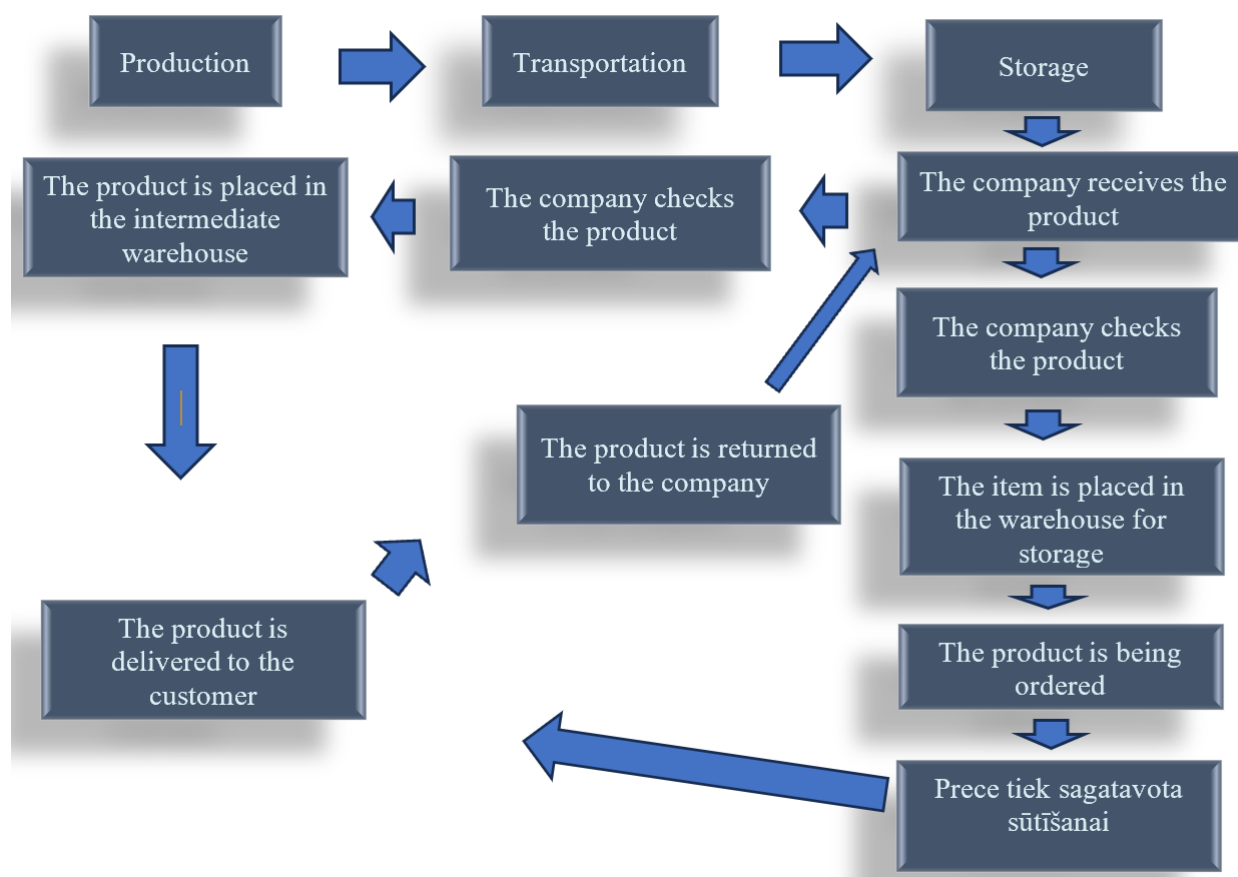 Production
Transportation
Storage
The product is placed in
the intermediate
warehouse
The company checks
the product
The company receives the
product
The company checks
the product
The product is returned
to the company
The item is placed in
the warehouse for
storage
The product is
delivered to the
customer
The product is being
ordered
Prece tiek sagatavota
sūtīšanai